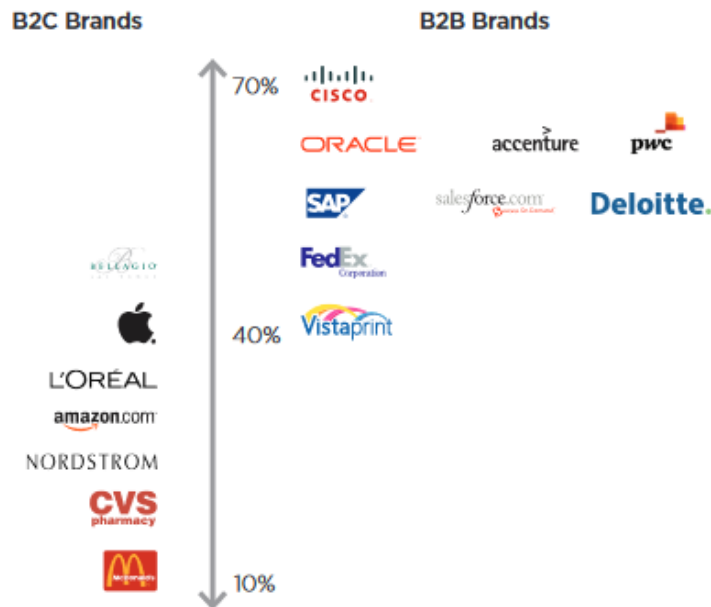 B2C Brands
B2B Brands
70%
CISCO
ORACLE
accenture
pwc
SAP
salesforce.com
Deloitte.
BELLAGIO
FedEx
Corporation
40%
Vistaprint
L'ORÉAL
amazon.com
NORDSTROM
CVS
pharmacy
McDonald's
10%